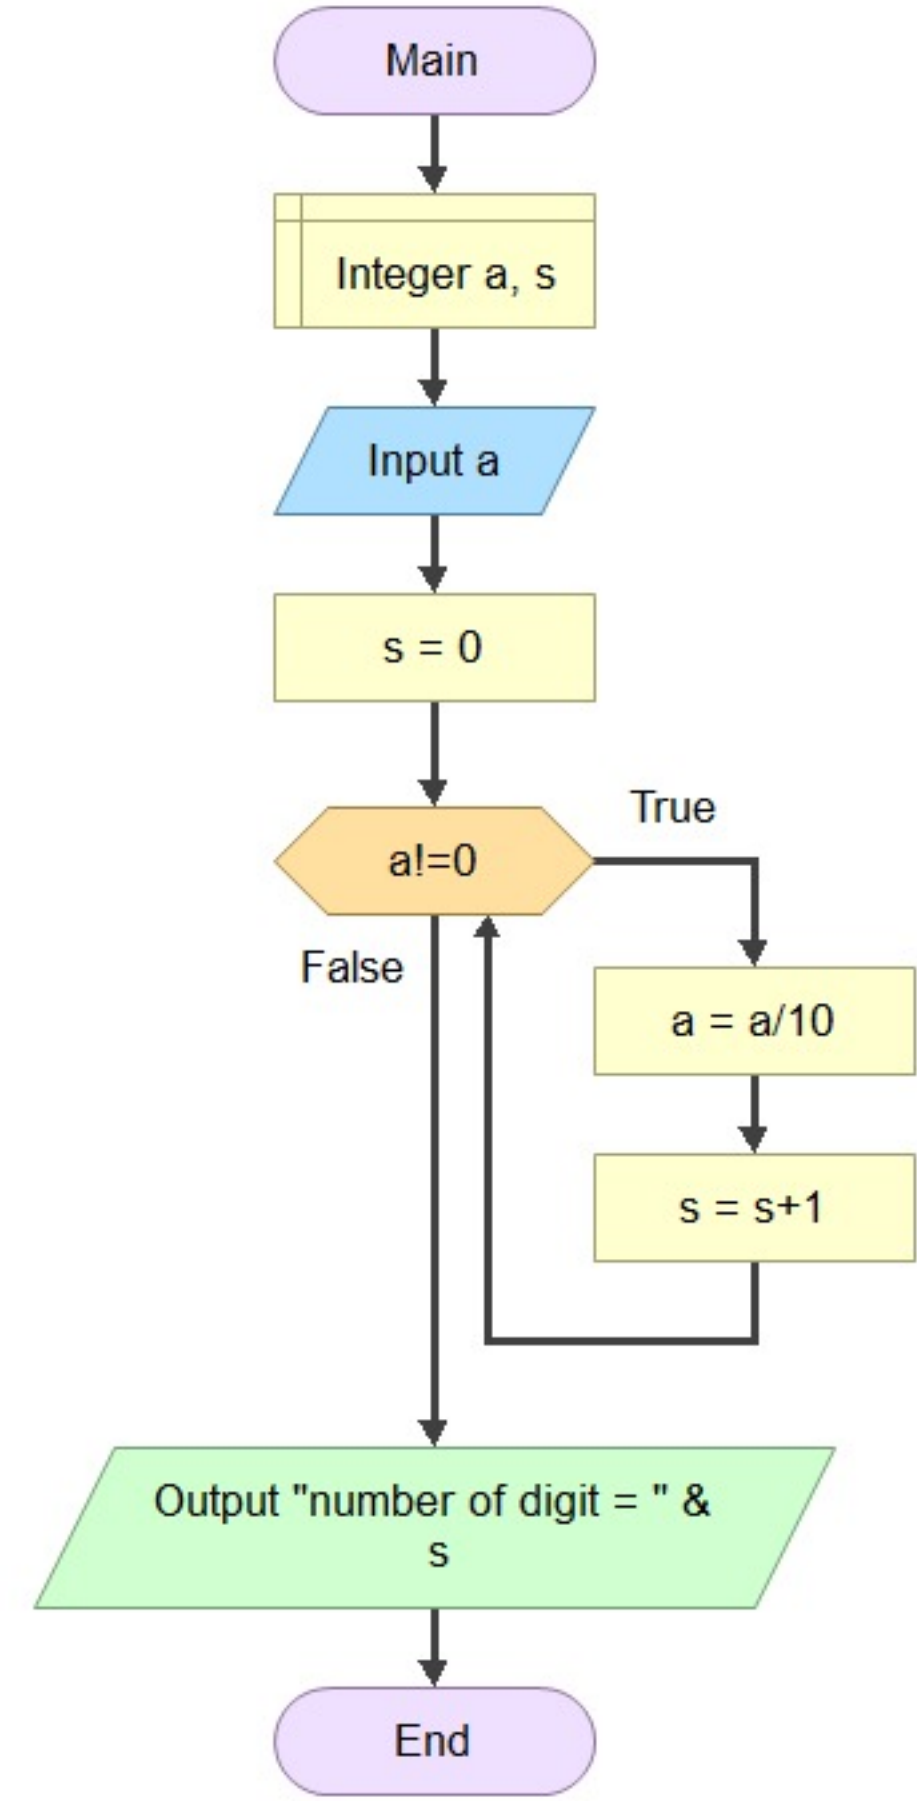 Main
Integer a, s
Input a
s = 0
a!=0
True
False
a = a/10
s = s+1
Output "number of digit = " &
s
End